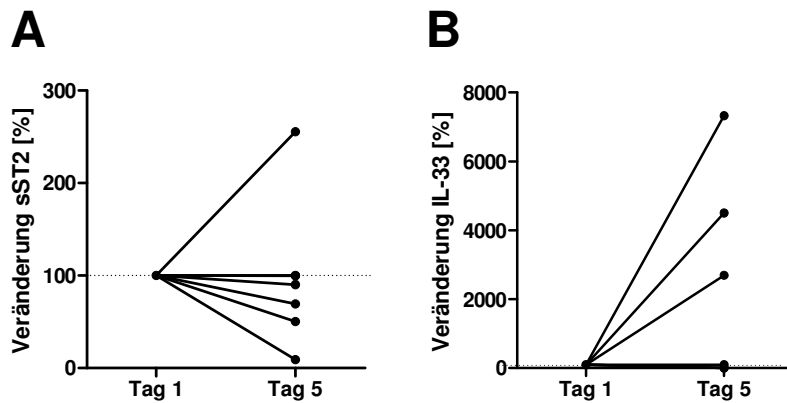 A
Veränderung sST2 [%]
300
200
100
0
Tag 1
Tag 5
B
Veränderung IL-33 [%]
8000
6000
4000
2000
0
Tag 1
Tag 5